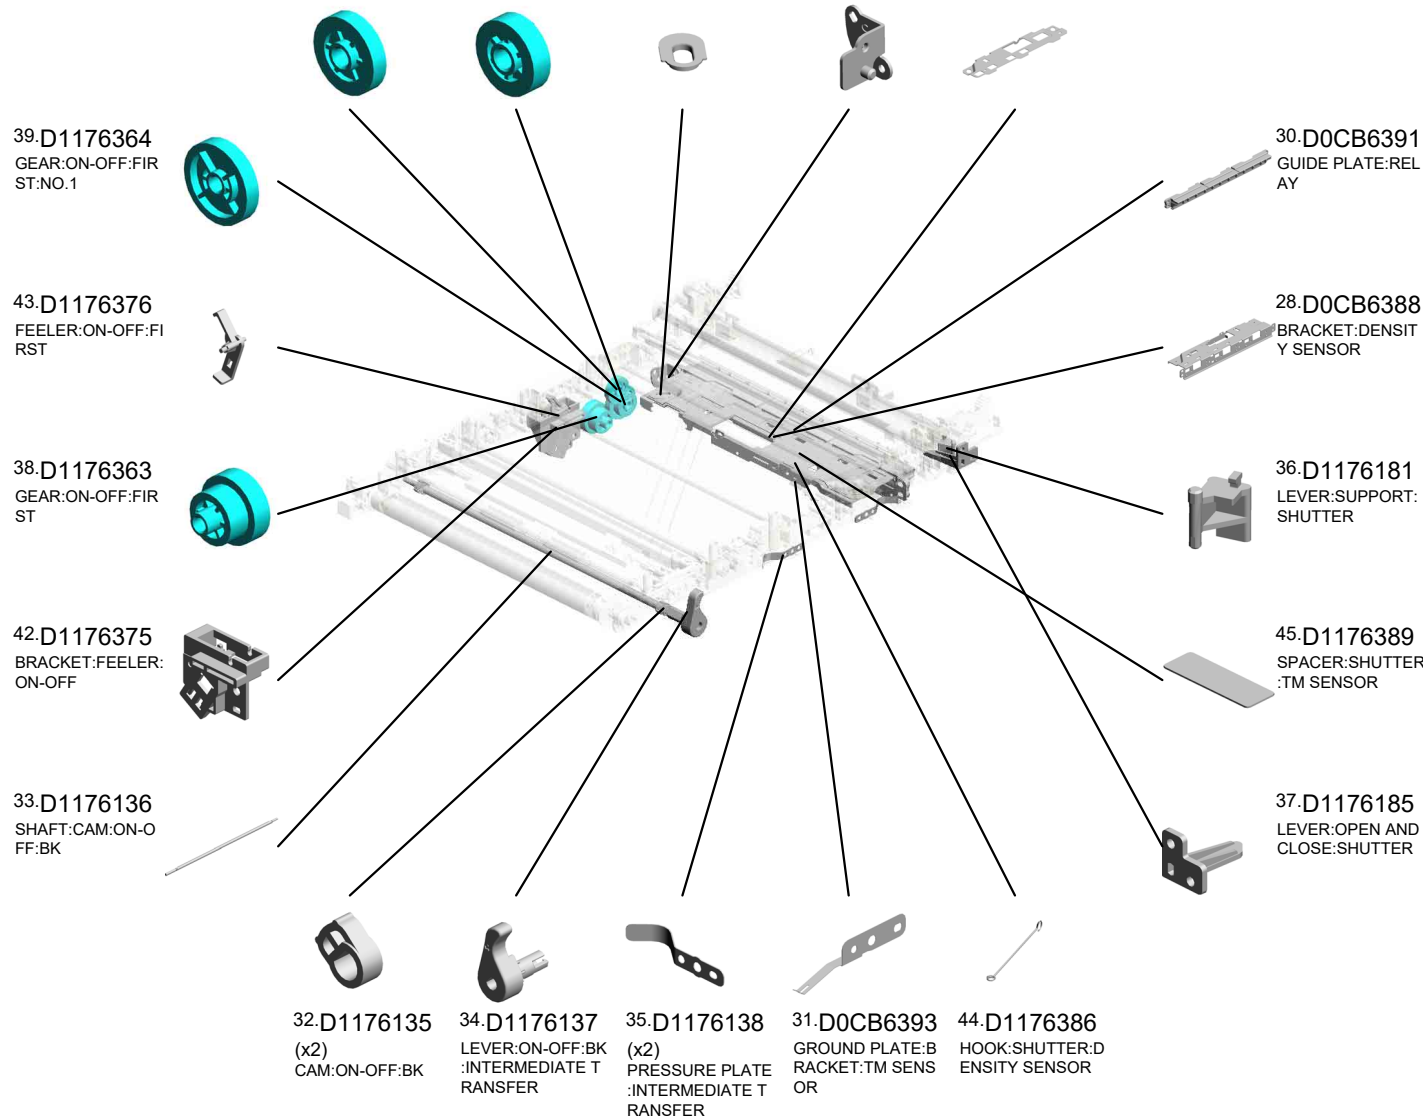 39.D1176364
GEAR:ON-OFF:FIR
ST:NO.1
43.D1176376
FEELER:ON-OFF:FI
RST
38.D1176363
GEAR:ON-OFF:FIR
ST
42.D1176375
BRACKET:FEELER:
ON-OFF
33.D1176136
SHAFT:CAM:ON-O
FF:BK
32.D1176135
(x2)
CAM:ON-OFF:BK
34.D1176137
LEVER:ON-OFF:BK
:INTERMEDIATE T
RANSFER
35.D1176138
(x2)
PRESSURE PLATE
:INTERMEDIATE T
RANSFER
31.D0CB6393
GROUND PLATE:B
RACKET:TM SENS
OR
44.D1176386
HOOK:SHUTTER:D
ENSITY SENSOR
30.D0CB6391
GUIDE PLATE:REL
AY
28.D0CB6388
BRACKET:DENSIT
Y SENSOR
36.D1176181
LEVER:SUPPORT:
SHUTTER
45.D1176389
SPACER:SHUTTER
:TM SENSOR
37.D1176185
LEVER:OPEN AND
CLOSE:SHUTTER